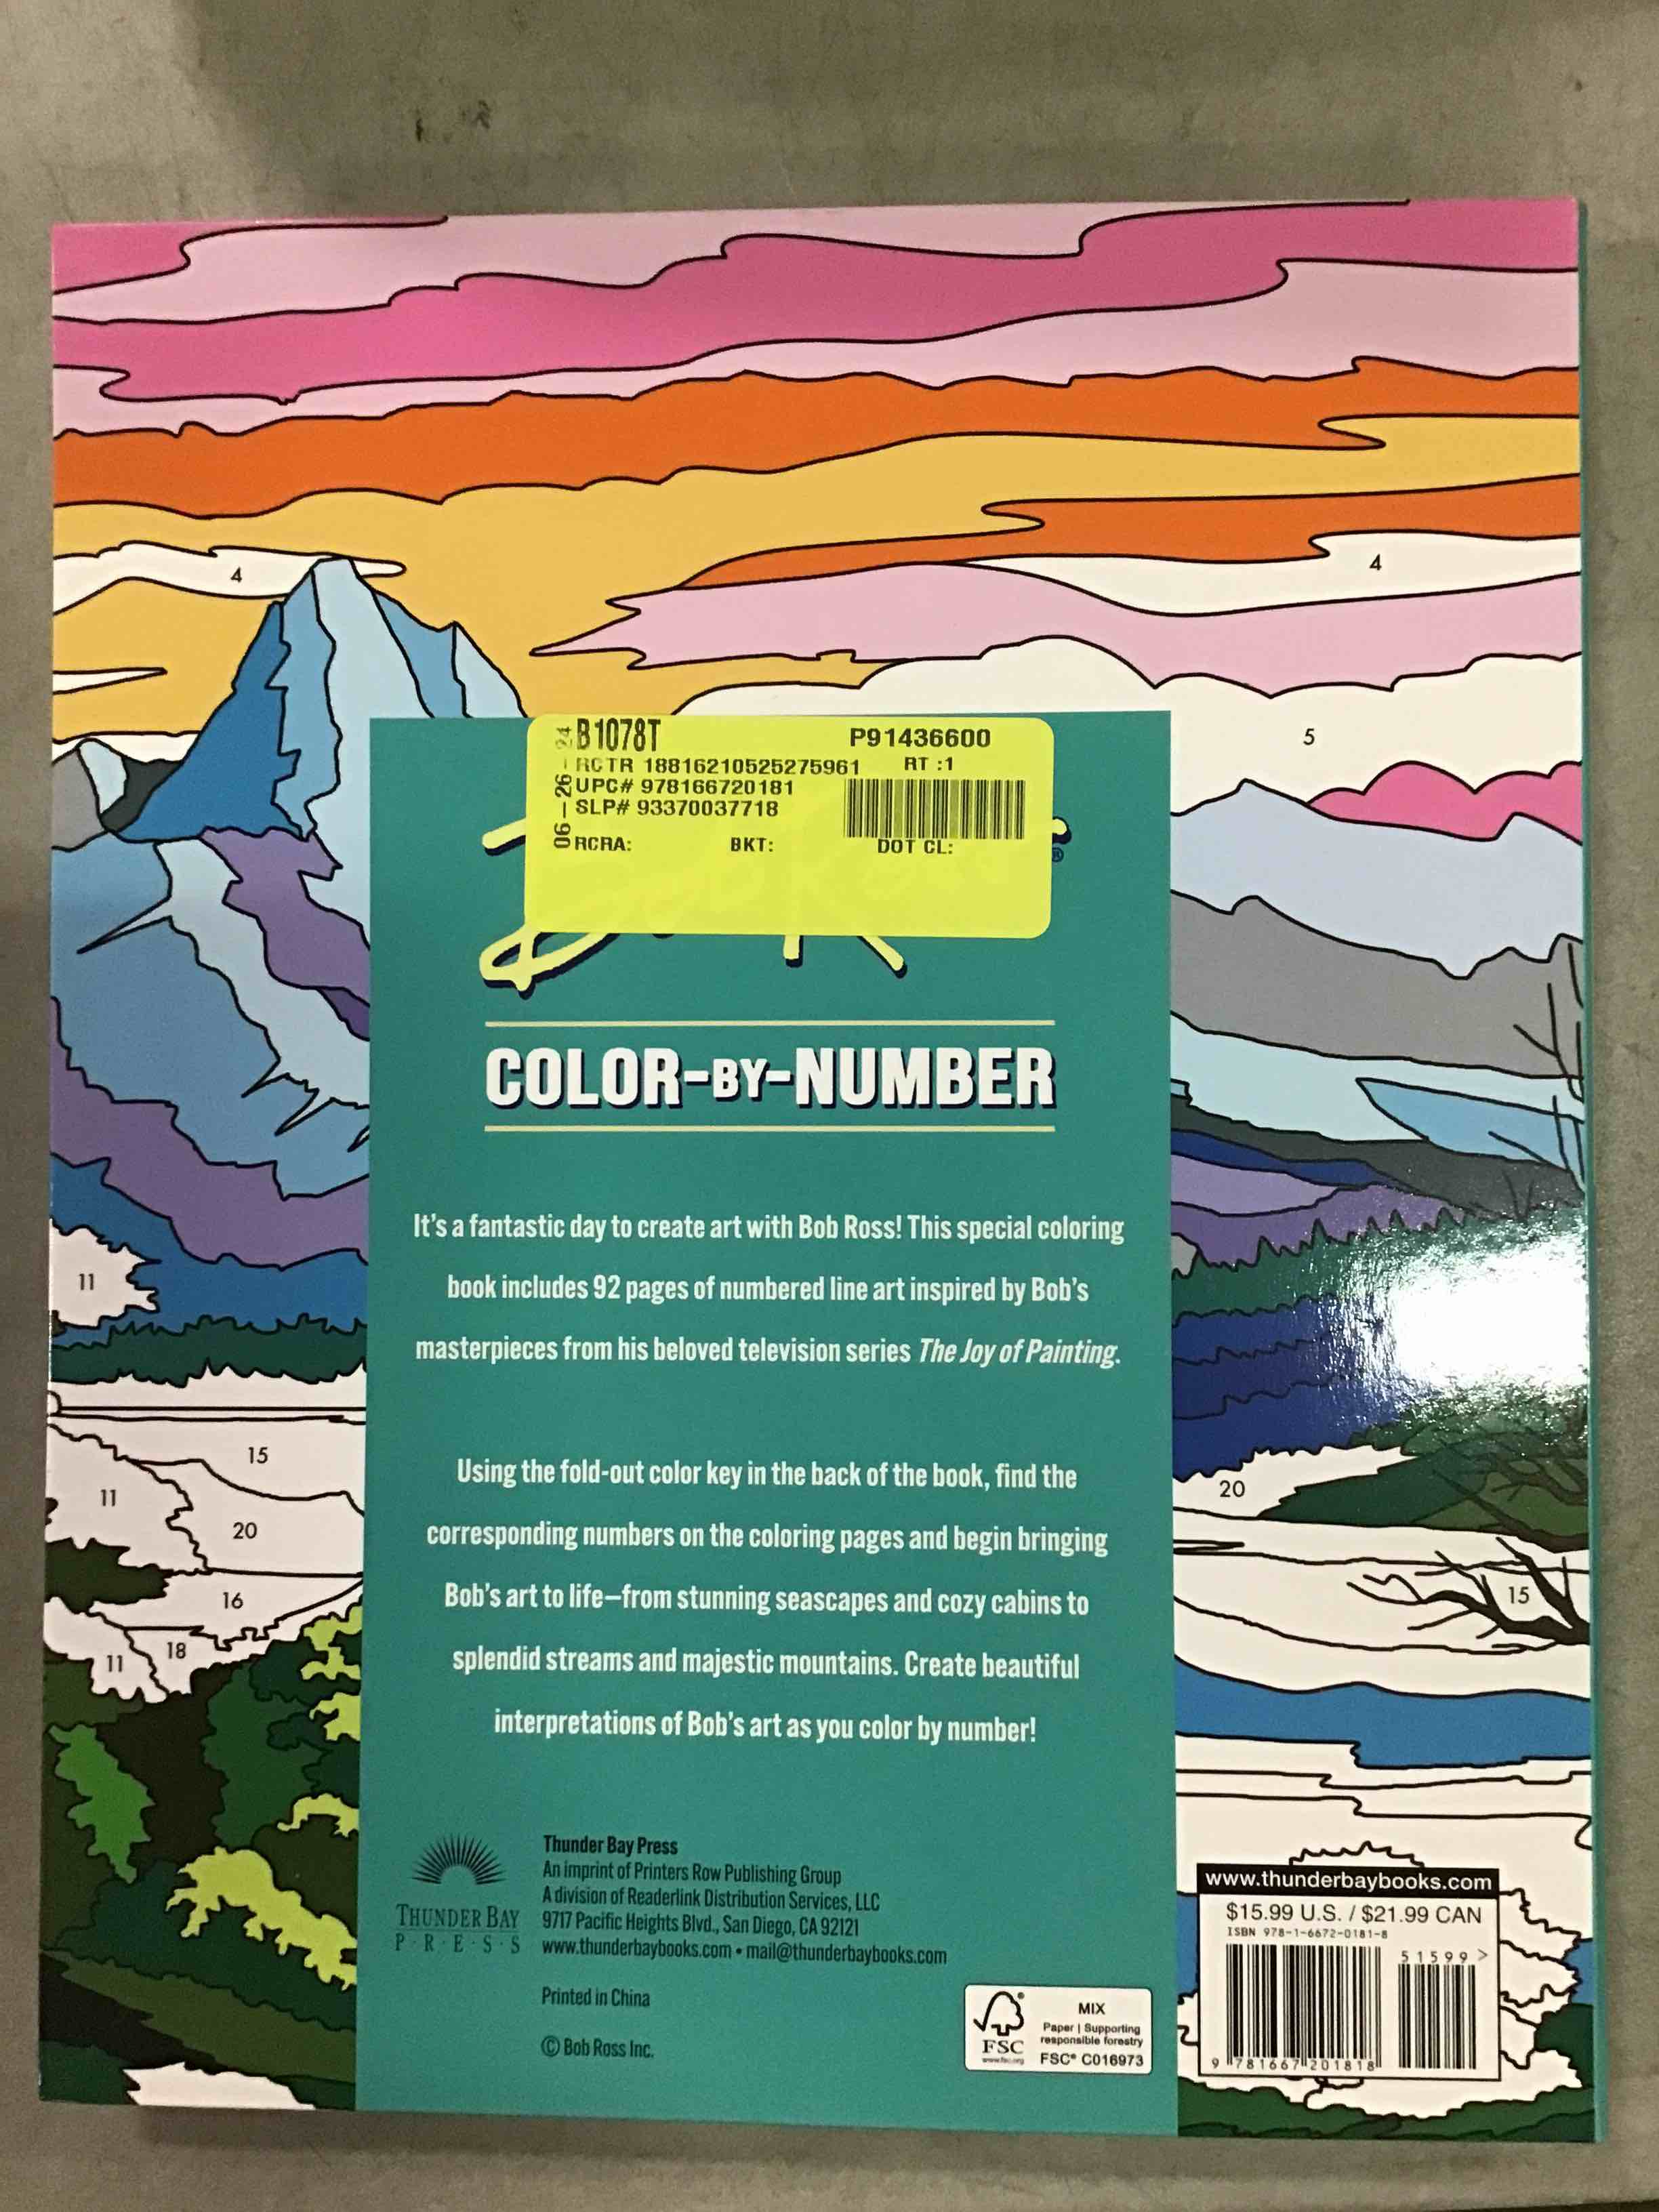 4
4
5
06-26-24
B1078T P91436600
RCTR 18816210525275961 RT :1
UPC# 978166720181
SLP# 93370037718
RCRA: BKT: DOT CL:
®
COLOR-BY-NUMBER
It's a fantastic day to create art with Bob Ross! This special coloring
book includes 92 pages of numbered line art inspired by Bob's
masterpieces from his beloved television series The Joy of Painting.
Using the fold-out color key in the back of the book, find the
corresponding numbers on the coloring pages and begin bringing
Bob's art to life—from stunning seascapes and cozy cabins to
splendid streams and majestic mountains. Create beautiful
interpretations of Bob's art as you color by number!
11
15
11
20
16
18
11
20
15
THUNDER BAY
P·R·E·S·S
Thunder Bay Press
An imprint of Printers Row Publishing Group
A division of Readerlink Distribution Services, LLC
9717 Pacific Heights Blvd., San Diego, CA 92121
www.thunderbaybooks.com • mail@thunderbaybooks.com
Printed in China
© Bob Ross Inc.
FSC®
www.fsc.org
MIX
Paper | Supporting
responsible forestry
FSC® C016973
www.thunderbaybooks.com
$15.99 U.S. / $21.99 CAN
ISBN 978-1-6672-0181-8
51599>
9 781667 201818